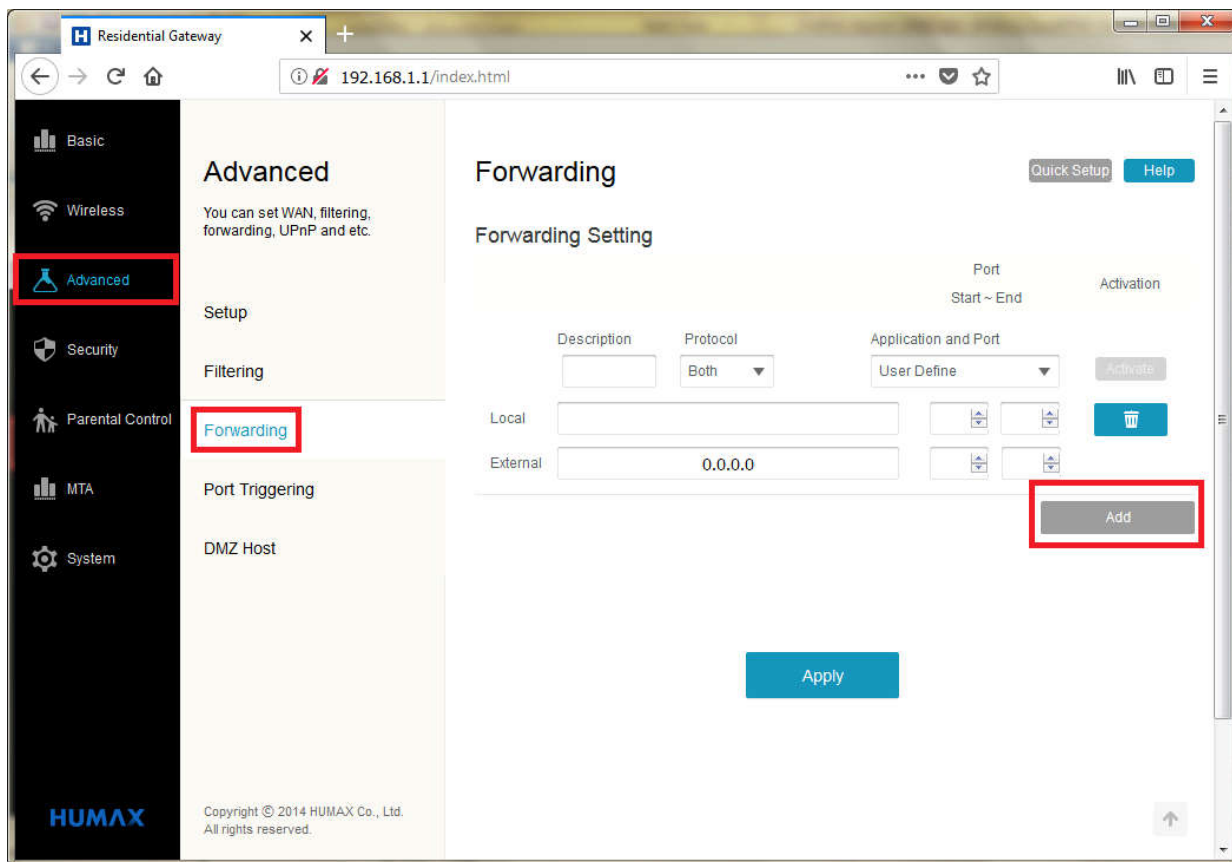 Residential Gateway
192.168.1.1/index.html
Basic
Wireless
Advanced
Security
Parental Control
MTA
System
HUMAX
Advanced
You can set WAN, filtering,
forwarding, UPnP and etc.
Setup
Filtering
Forwarding
Port Triggering
DMZ Host
Copyright © 2014 HUMAX Co., Ltd.
All rights reserved.
Forwarding
Quick Setup
Help
Forwarding Setting
Port
Start ~ End
Activation
Description
Protocol
Application and Port
Both
User Define
Activate
Local
External
0.0.0.0
Add
Apply